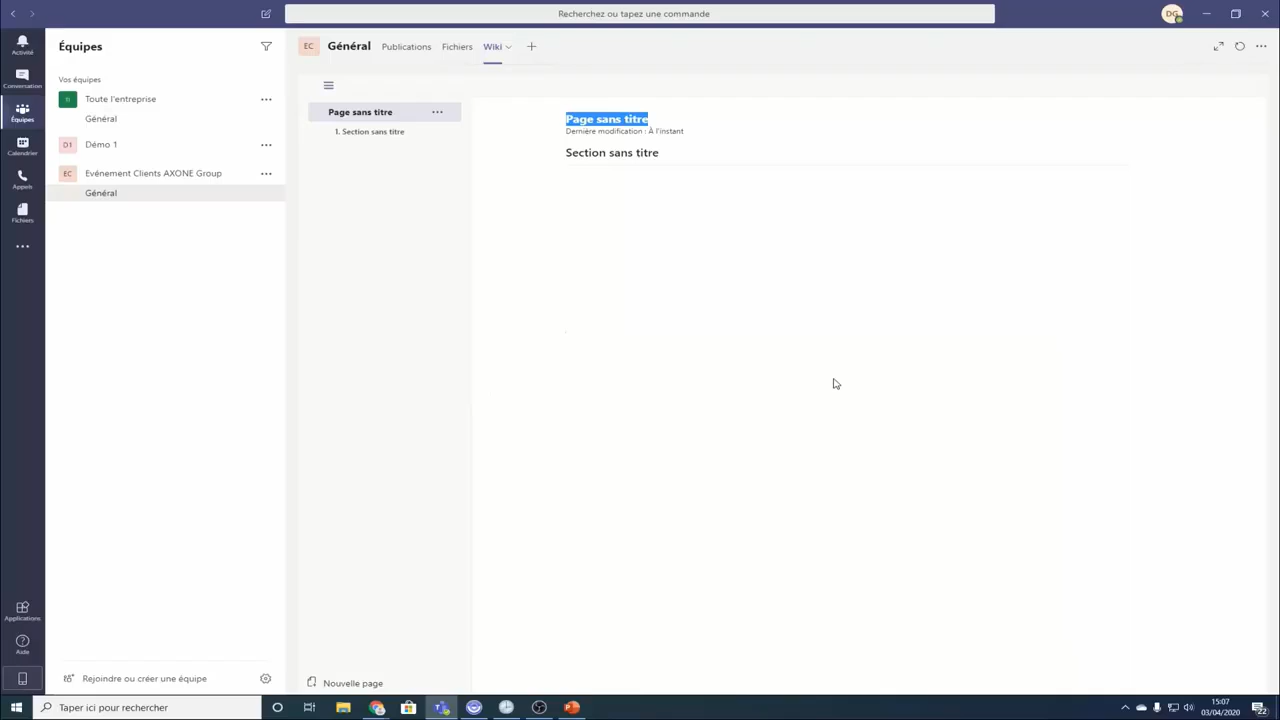 Recherchez ou tapez une commande
DG
Activité
Conversation
Équipes
Calendrier
Appels
Fichiers
Équipes
Vos équipes
Toute l'entreprise
Général
D1 Démo 1
EC Evénement Clients AXONE Group
Général
EC Général Publications Fichiers Wiki
Page sans titre
1. Section sans titre
Page sans titre
Dernière modification : À l'instant
Section sans titre
Applications
Aide
Rejoindre ou créer une équipe
Nouvelle page
Taper ici pour rechercher
15:07
03/04/2020
22